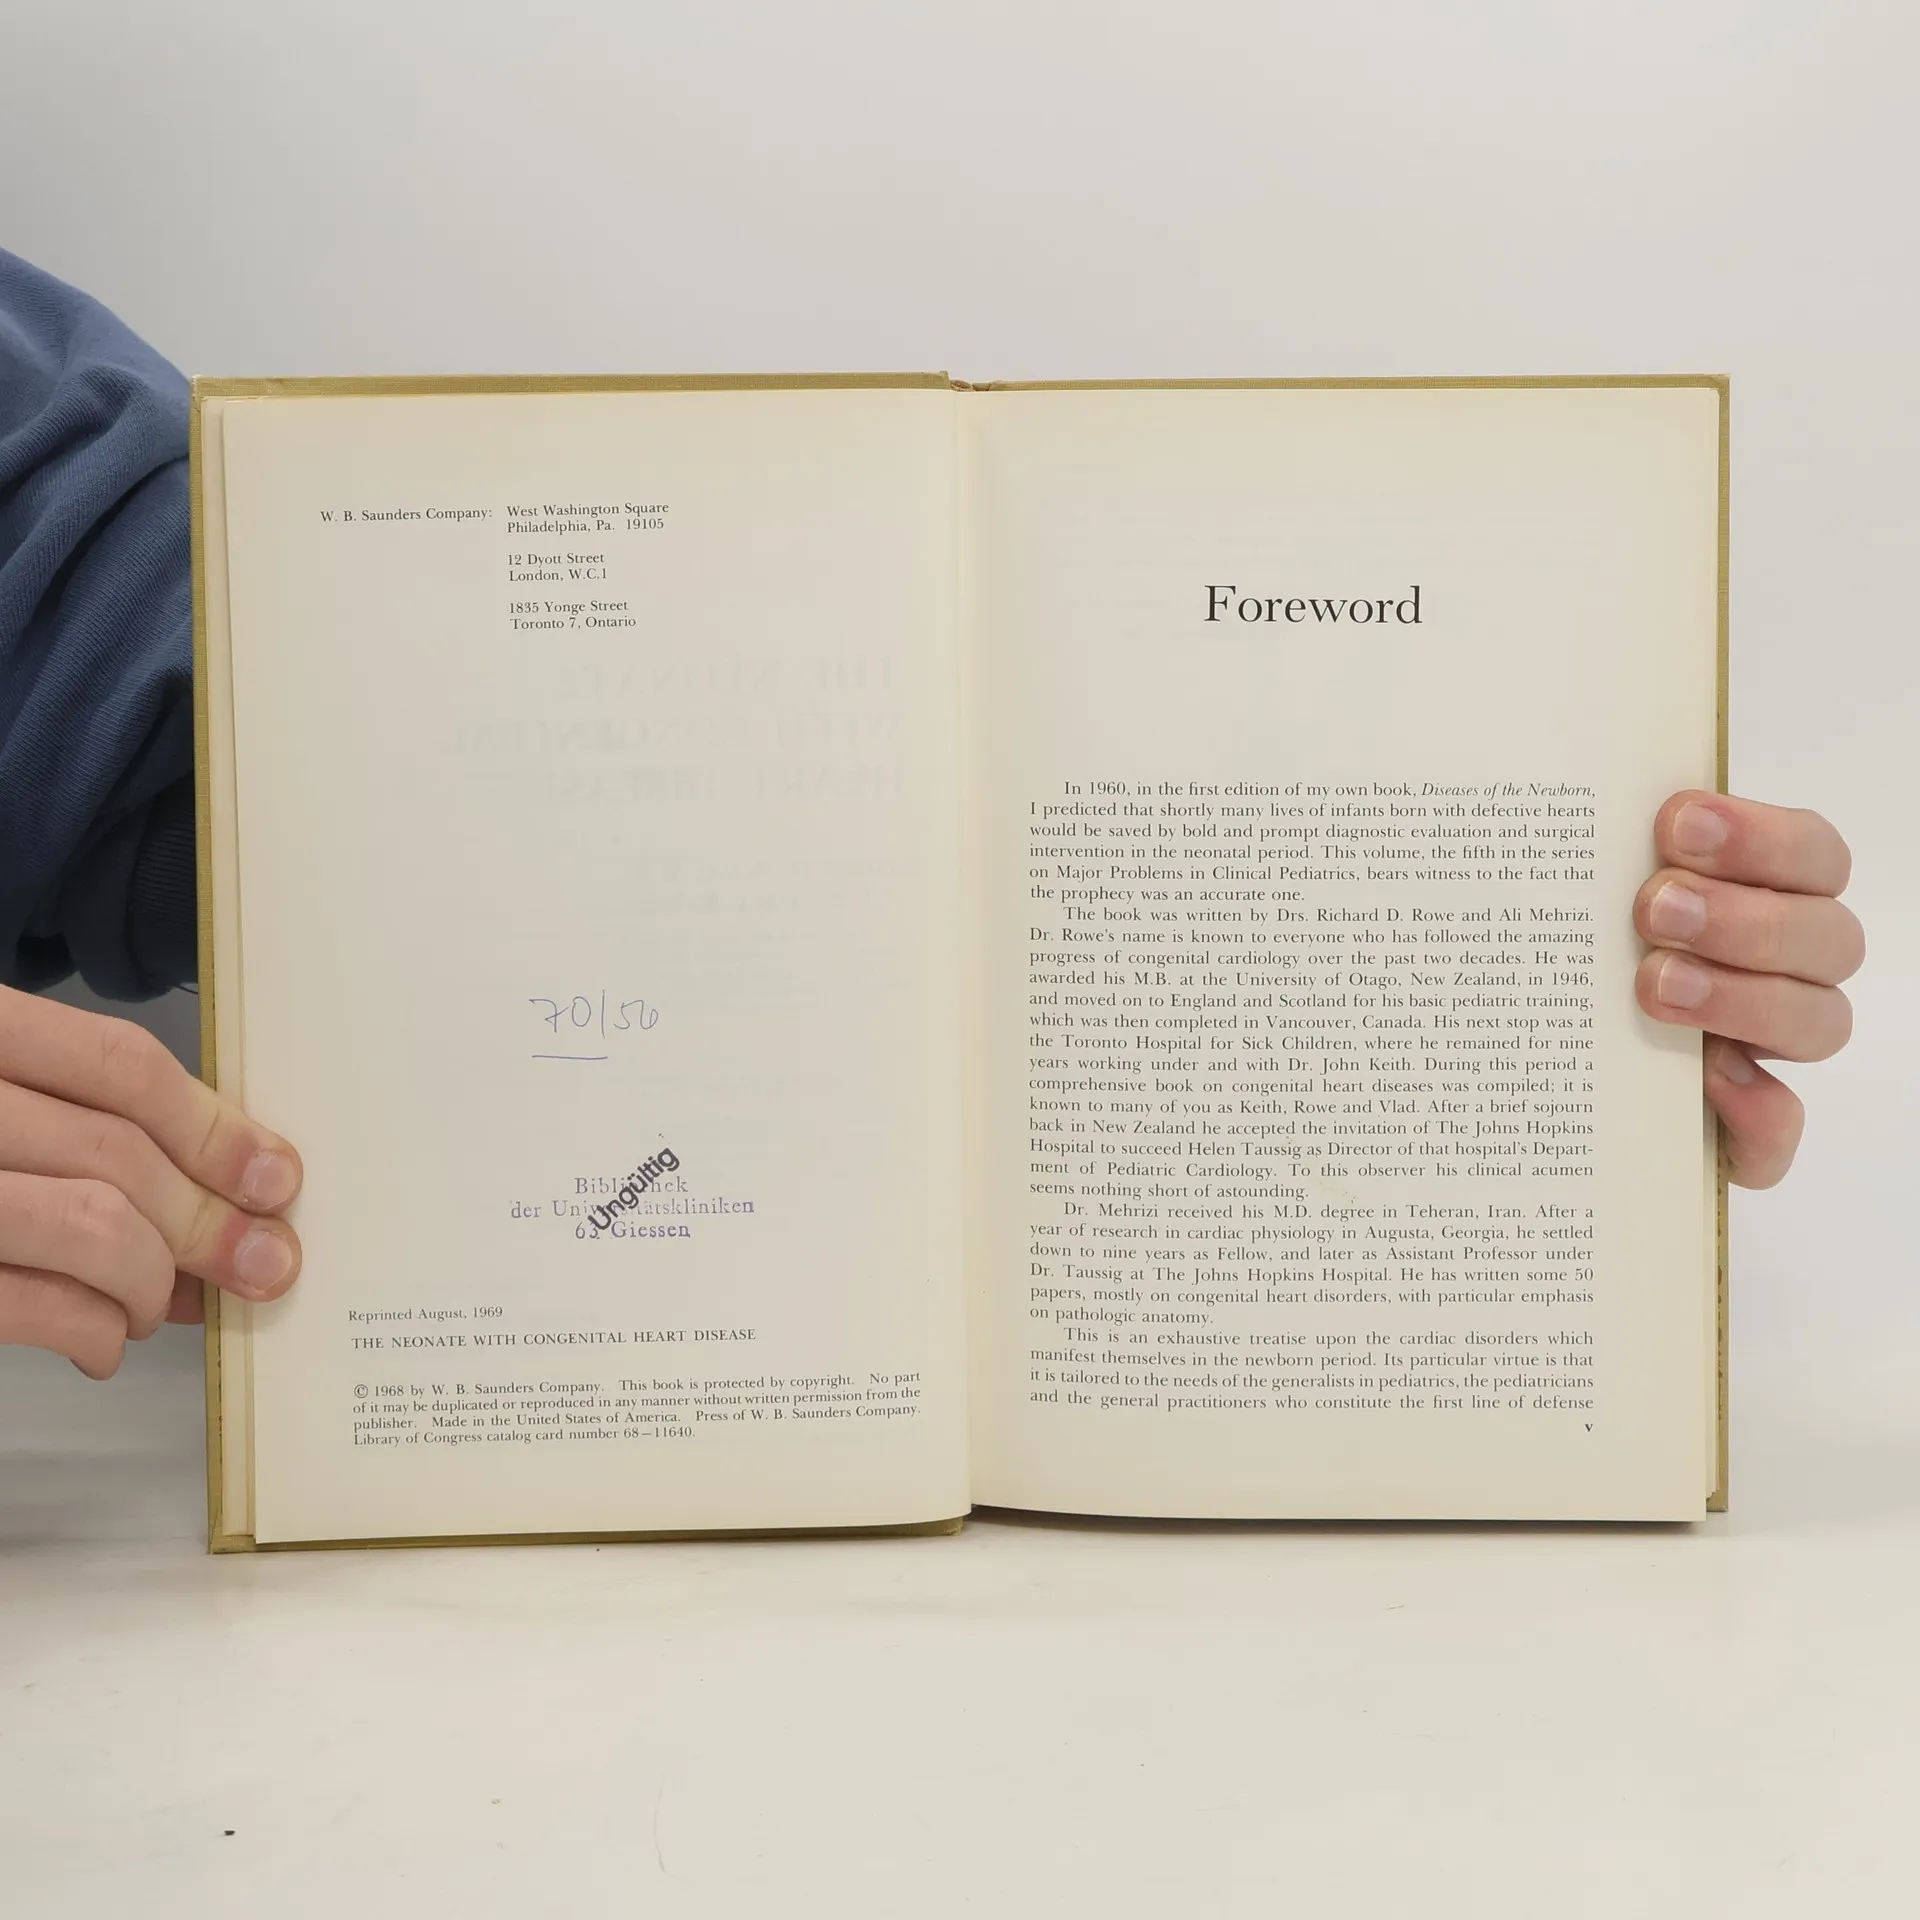 W. B. Saunders Company: West Washington Square
Philadelphia, Pa. 19105
12 Dyott Street
London, W.C.1
1835 Yonge Street
Toronto 7, Ontario
70/56
Bibliothek
der Universitätskliniken
63 Giessen
Ungültig
Reprinted August, 1969
THE NEONATE WITH CONGENITAL HEART DISEASE
© 1968 by W. B. Saunders Company. This book is protected by copyright. No part
of it may be duplicated or reproduced in any manner without written permission from the
publisher. Made in the United States of America. Press of W. B. Saunders Company.
Library of Congress catalog card number 68–11640.
Foreword
In 1960, in the first edition of my own book, Diseases of the Newborn,
I predicted that shortly many lives of infants born with defective hearts
would be saved by bold and prompt diagnostic evaluation and surgical
intervention in the neonatal period. This volume, the fifth in the series
on Major Problems in Clinical Pediatrics, bears witness to the fact that
the prophecy was an accurate one.
The book was written by Drs. Richard D. Rowe and Ali Mehrizi.
Dr. Rowe's name is known to everyone who has followed the amazing
progress of congenital cardiology over the past two decades. He was
awarded his M.B. at the University of Otago, New Zealand, in 1946,
and moved on to England and Scotland for his basic pediatric training,
which was then completed in Vancouver, Canada. His next stop was at
the Toronto Hospital for Sick Children, where he remained for nine
years working under and with Dr. John Keith. During this period a
comprehensive book on congenital heart diseases was compiled; it is
known to many of you as Keith, Rowe and Vlad. After a brief sojourn
back in New Zealand he accepted the invitation of The Johns Hopkins
Hospital to succeed Helen Taussig as Director of that hospital's Depart-
ment of Pediatric Cardiology. To this observer his clinical acumen
seems nothing short of astounding.
Dr. Mehrizi received his M.D. degree in Teheran, Iran. After a
year of research in cardiac physiology in Augusta, Georgia, he settled
down to nine years as Fellow, and later as Assistant Professor under
Dr. Taussig at The Johns Hopkins Hospital. He has written some 50
papers, mostly on congenital heart disorders, with particular emphasis
on pathologic anatomy.
This is an exhaustive treatise upon the cardiac disorders which
manifest themselves in the newborn period. Its particular virtue is that
it is tailored to the needs of the generalists in pediatrics, the pediatricians
and the general practitioners who constitute the first line of defense
v